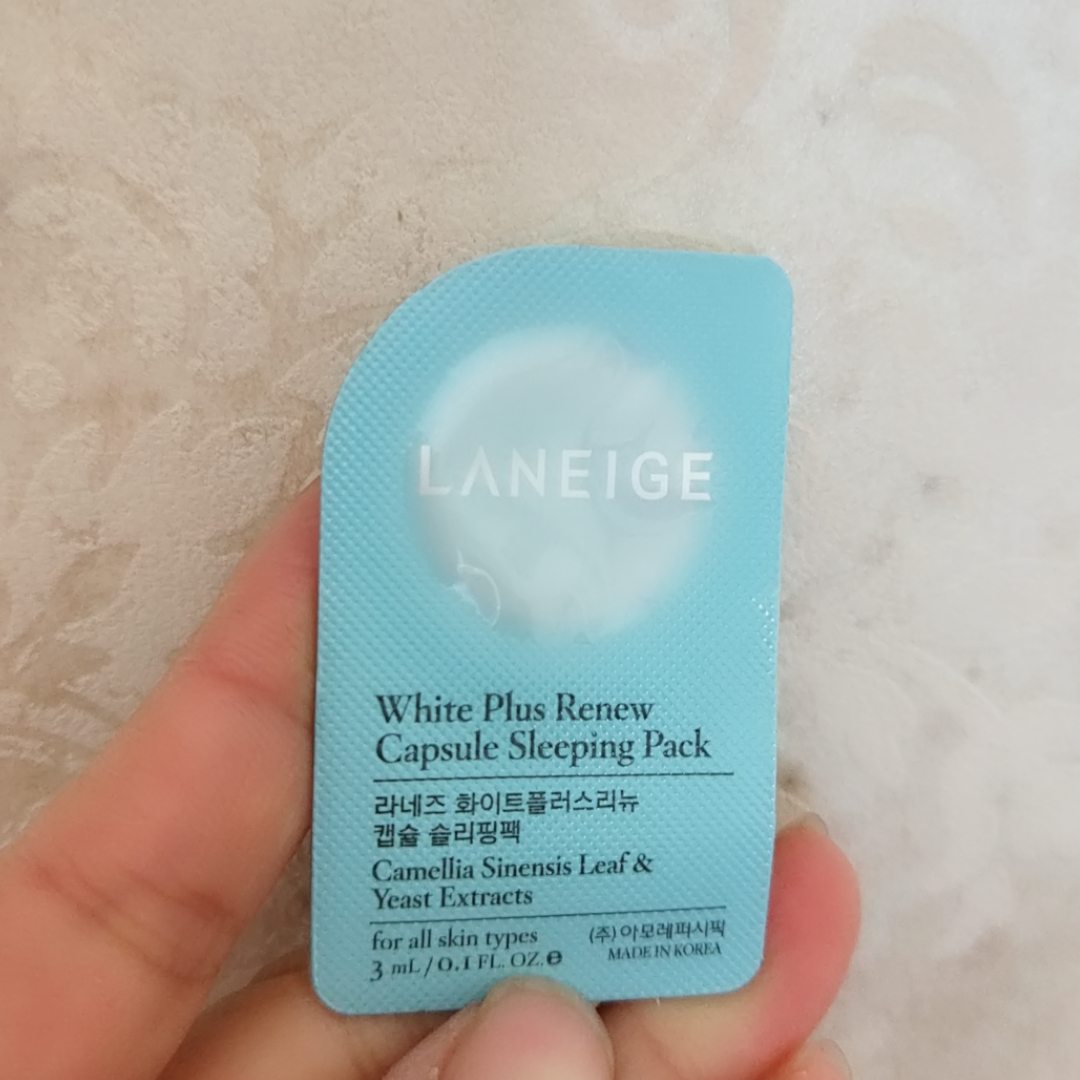 LANEIGE
White Plus Renew
Capsule Sleeping Pack
라네즈 화이트플러스리뉴
캡슐 슬리핑팩
Camellia Sinensis Leaf &
Yeast Extracts
for all skin types
3 mL / 0.1 FL. OZ. ℮
(주)아모레퍼시픽
MADE IN KOREA